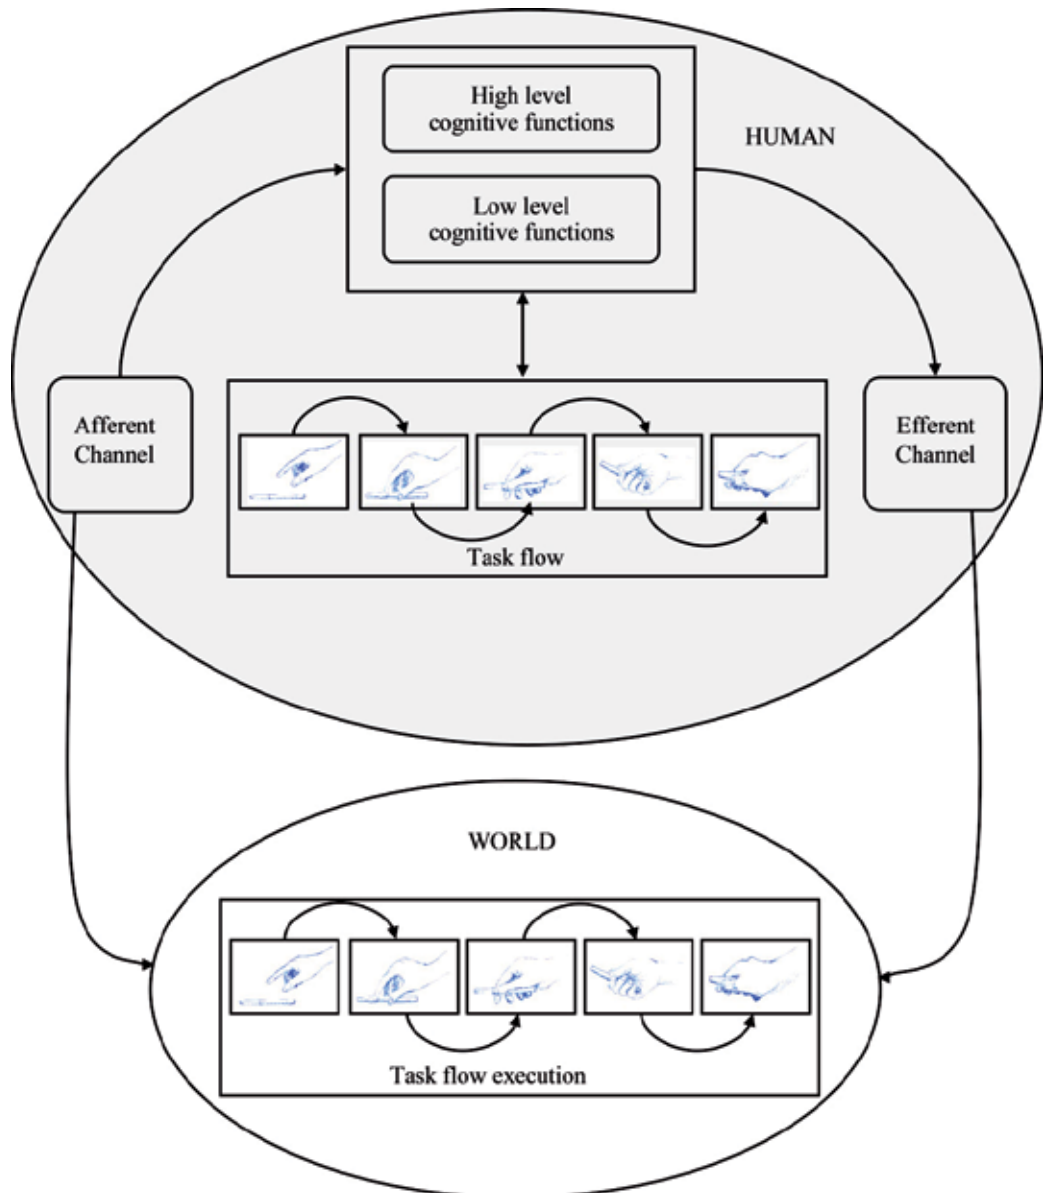 High level
cognitive functions
HUMAN
Low level
cognitive functions
Afferent
Channel
Efferent
Channel
Task flow
WORLD
Task flow execution